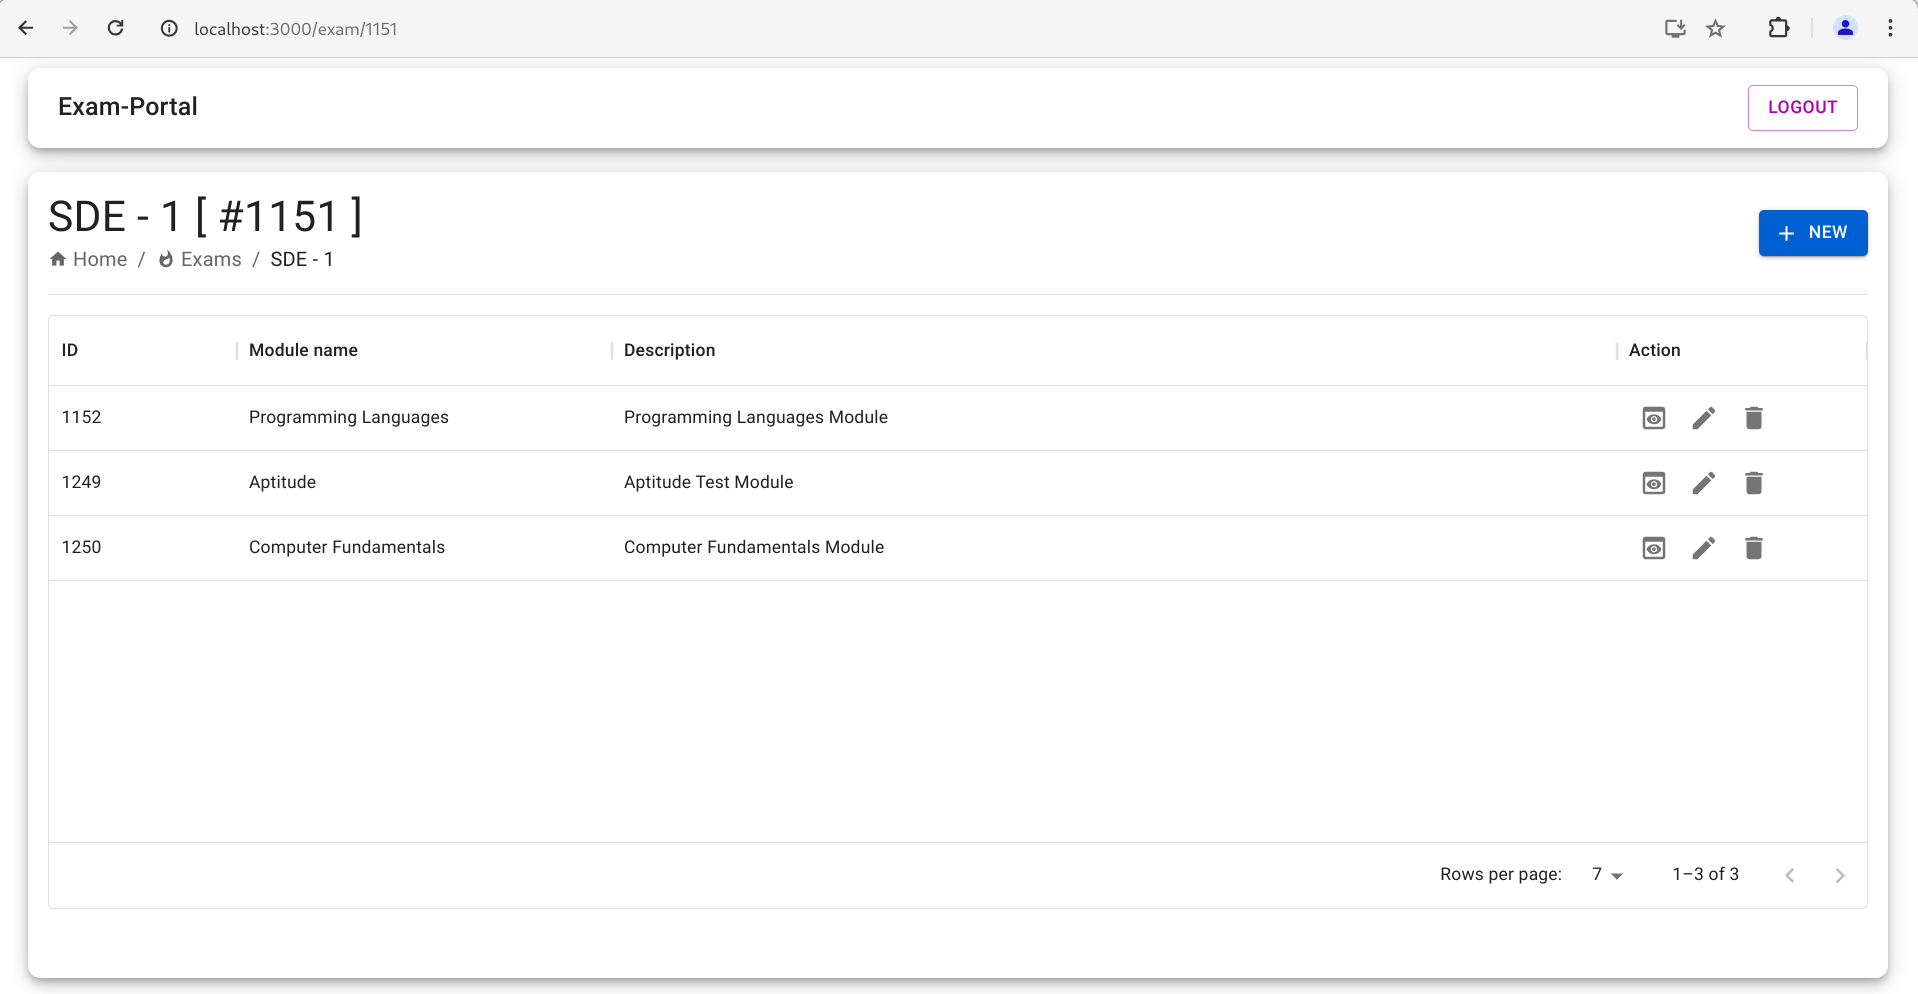 localhost:3000/exam/1151
Exam-Portal
LOGOUT
SDE - 1 [ #1151 ]
Home / Exams / SDE - 1
+ NEW
ID Module name Description Action
1152 Programming Languages Programming Languages Module
1249 Aptitude Aptitude Test Module
1250 Computer Fundamentals Computer Fundamentals Module
Rows per page: 7 1–3 of 3